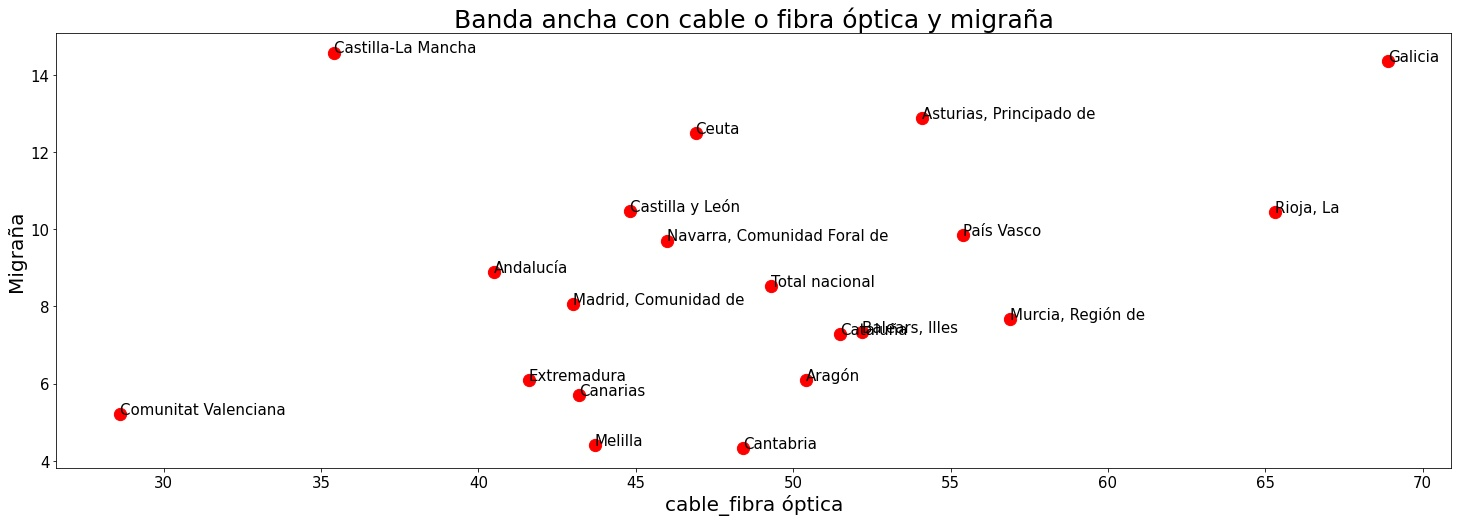 Banda ancha con cable o fibra óptica y migraña
Castilla-La Mancha
Galicia
Asturias, Principado de
Ceuta
Castilla y León
Rioja, La
Navarra, Comunidad Foral de
País Vasco
Andalucía
Total nacional
Madrid, Comunidad de
Murcia, Región de
Cataluña
Balears, Illes
Extremadura
Canarias
Aragón
Comunitat Valenciana
Melilla
Cantabria
Migraña
14
12
10
8
6
4
30 35 40 45 50 55 60 65 70
cable_fibra óptica